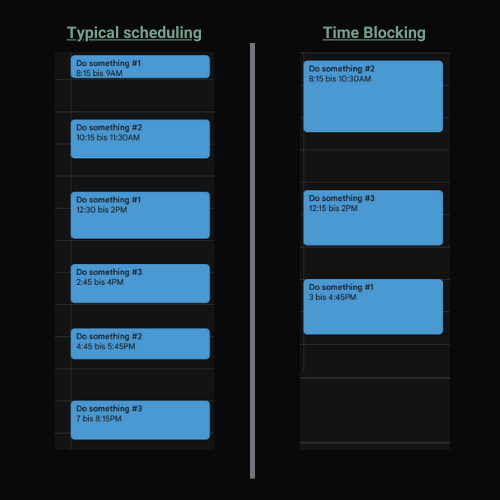 Typical scheduling
Do something #1
8:15 bis 9AM
Do something #2
10:15 bis 11:30AM
Do something #1
12:30 bis 2PM
Do something #3
2:45 bis 4PM
Do something #2
4:45 bis 5:45PM
Do something #3
7 bis 8:15PM
Time Blocking
Do something #2
8:15 bis 10:30AM
Do something #3
12:15 bis 2PM
Do something #1
3 bis 4:45PM